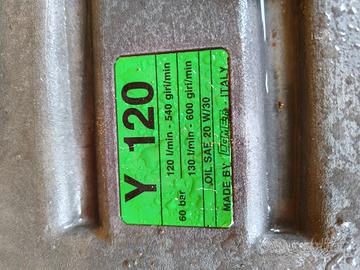 Y 120
120 l/min - 540 giri/min
60 bar 130 l/min - 600 giri/min
OIL SAE 20 W/30
MADE BY COMET - ITALY